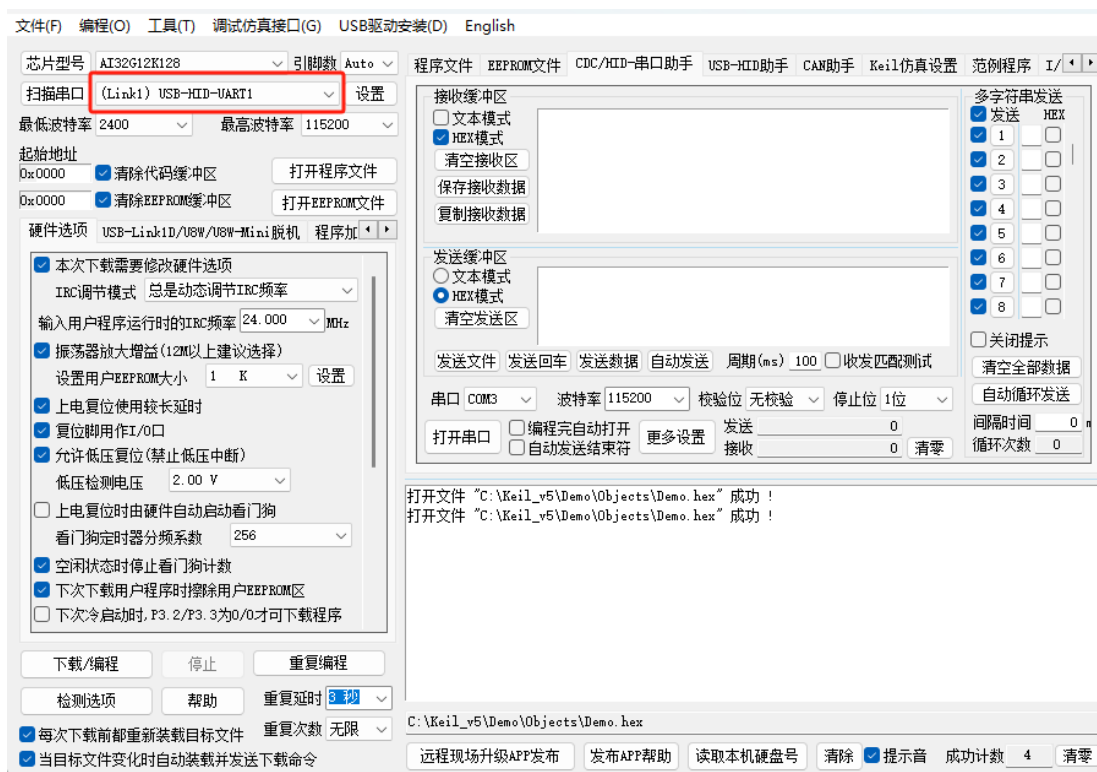 文件(F) 编程(O) 工具(T) 调试仿真接口(G) USB驱动安装(D) English
芯片型号 AI32G12K128 引脚数 Auto
扫描串口 (Link1) USB-HID-UART1 设置
最低波特率 2400 最高波特率 115200
起始地址
0x0000 清除代码缓冲区 打开程序文件
0x0000 清除EEPROM缓冲区 打开EEPROM文件
硬件选项 USB-Link1D/U8W/U8W-Mini脱机 程序加
本次下载需要修改硬件选项
IRC调节模式 总是动态调节IRC频率
输入用户程序运行时的IRC频率 24.000 MHz
振荡器放大增益(12M以上建议选择)
设置用户EEPROM大小 1 K 设置
上电复位使用较长延时
复位脚用作I/O口
允许低压复位(禁止低压中断)
低压检测电压 2.00 V
上电复位时由硬件自动启动看门狗
看门狗定时器分频系数 256
空闲状态时停止看门狗计数
下次下载用户程序时擦除用户EEPROM区
下次冷启动时,P3.2/P3.3为0/0才可下载程序
下载/编程 停止 重复编程
检测选项 帮助 重复延时 3 秒
每次下载前都重新装载目标文件 重复次数 无限
当目标文件变化时自动装载并发送下载命令
程序文件 EEPROM文件 CDC/HID-串口助手 USB-HID助手 CAN助手 Keil仿真设置 范例程序 I/
接收缓冲区
文本模式
HEX模式
清空接收区
保存接收数据
复制接收数据
发送缓冲区
文本模式
HEX模式
清空发送区
发送文件 发送回车 发送数据 自动发送 周期(ms) 100 收发匹配测试
串口 COM3 波特率 115200 校验位 无校验 停止位 1位
打开串口 编程完自动打开 更多设置 发送 0
自动发送结束符 接收 0 清零
多字符串发送
发送 HEX
1
2
3
4
5
6
7
8
关闭提示
清空全部数据
自动循环发送
间隔时间 0
循环次数 0
打开文件 "C:\Keil_v5\Demo\Objects\Demo.hex" 成功 !
打开文件 "C:\Keil_v5\Demo\Objects\Demo.hex" 成功 !
C:\Keil_v5\Demo\Objects\Demo.hex
远程现场升级APP发布 发布APP帮助 读取本机硬盘号 清除 提示音 成功计数 4 清零